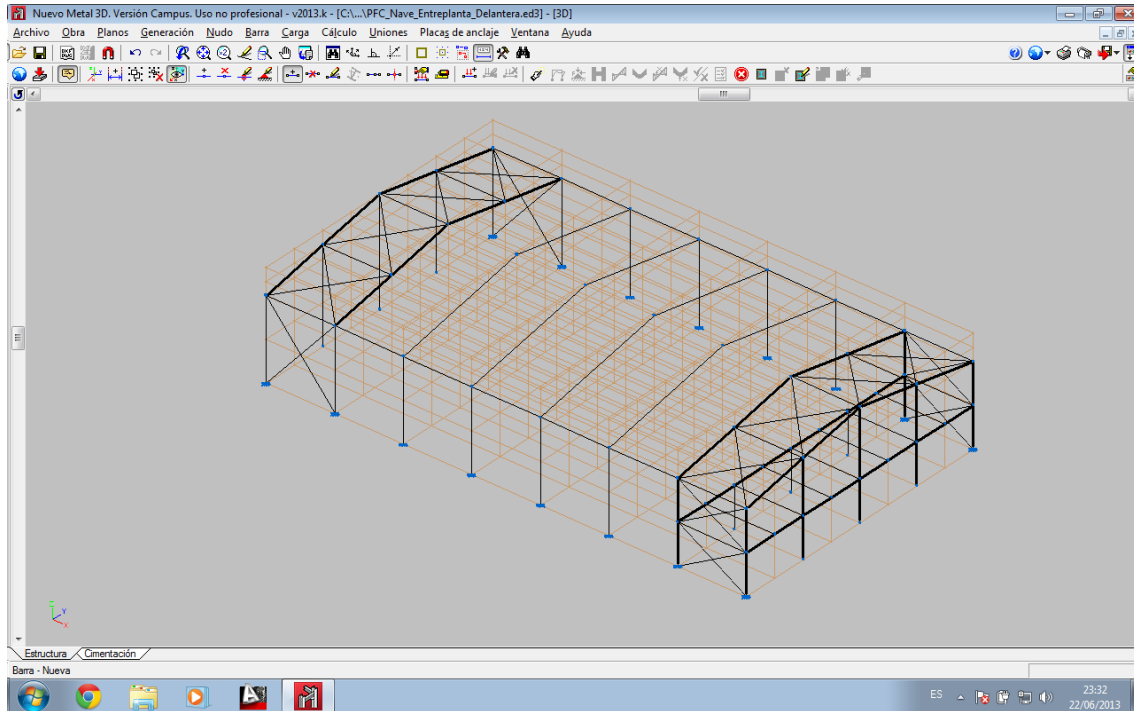 Nuevo Metal 3D. Versión Campus. Uso no profesional - v2013.k - [C:\...\PFC_Nave_Entreplanta_Delantera.ed3] - [3D]
Archivo Obra Planos Generación Nudo Barra Carga Cálculo Uniones Placas de anclaje Ventana Ayuda
Z
Y
X
Estructura Cimentación
Barra - Nueva
ES 23:32
22/06/2013